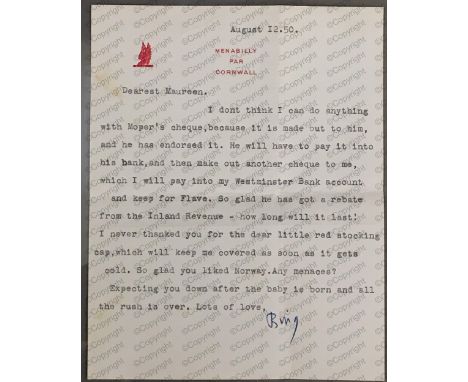 August I2.50.
MENABILLY
PAR
CORNWALL
Dearest Maureen.
I dont think I can do anything
with Moper's cheque,because it is made out to him,
and he has endorsed it. He will have to pay it into
his bank,and then make out another cheque to me,
which I will pay into my Westminster Bank account
and keep for Flave. So glad he has got a rebate
from the Inland Revenue - how long will it last!
I never thanked you for the dear little red stocking
cap,which will keep me covered as soon as it gets
cold. So glad you liked Norway.Any menaces?
Expecting you down after the baby is born and all
the rush is over. Lots of love,
Bing
©Copyright